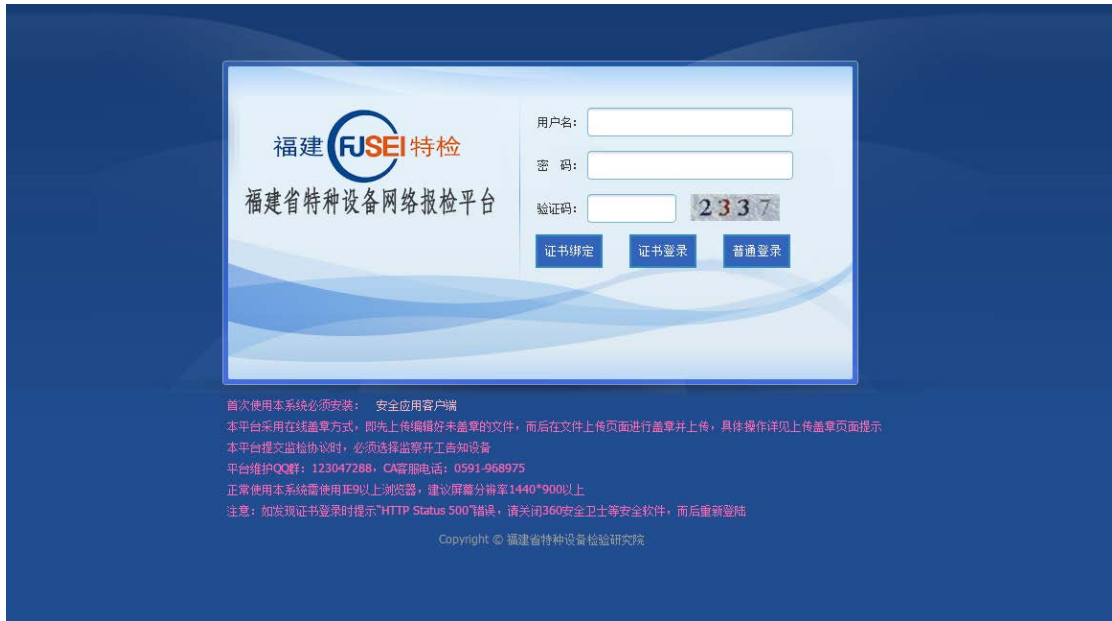 福建 FJSEI 特检
福建省特种设备网络报检平台
用户名：
密 码：
验证码： 2337
证书绑定 证书登录 普通登录
首次使用本系统必须安装： 安全应用客户端
本平台采用在线盖章方式，即先上传编辑好未盖章的文件，而后在文件上传页面进行盖章并上传，具体操作详见上传盖章页面提示
本平台提交监检协议时，必须选择监察开工告知设备
平台维护QQ群：123047288，CA客服电话：0591-968975
正常使用本系统需使用IE9以上浏览器，建议屏幕分辨率1440*900以上
注意：如发现证书登录时提示"HTTP Status 500"错误，请关闭360安全卫士等安全软件，而后重新登陆
Copyright © 福建省特种设备检验研究院